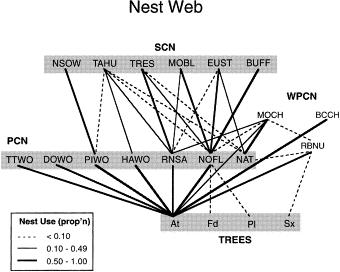 Nest Web
SCN
NSOW TAHU TRES MOBL EUST BUFF
WPCN
MOCH BCCH
PCN
RBNU
TTWO DOWO PIWO HAWO RNSA NOFL NAT
Nest Use (prop'n)
< 0.10
0.10 - 0.49
0.50 - 1.00
At Fd Pl Sx
TREES